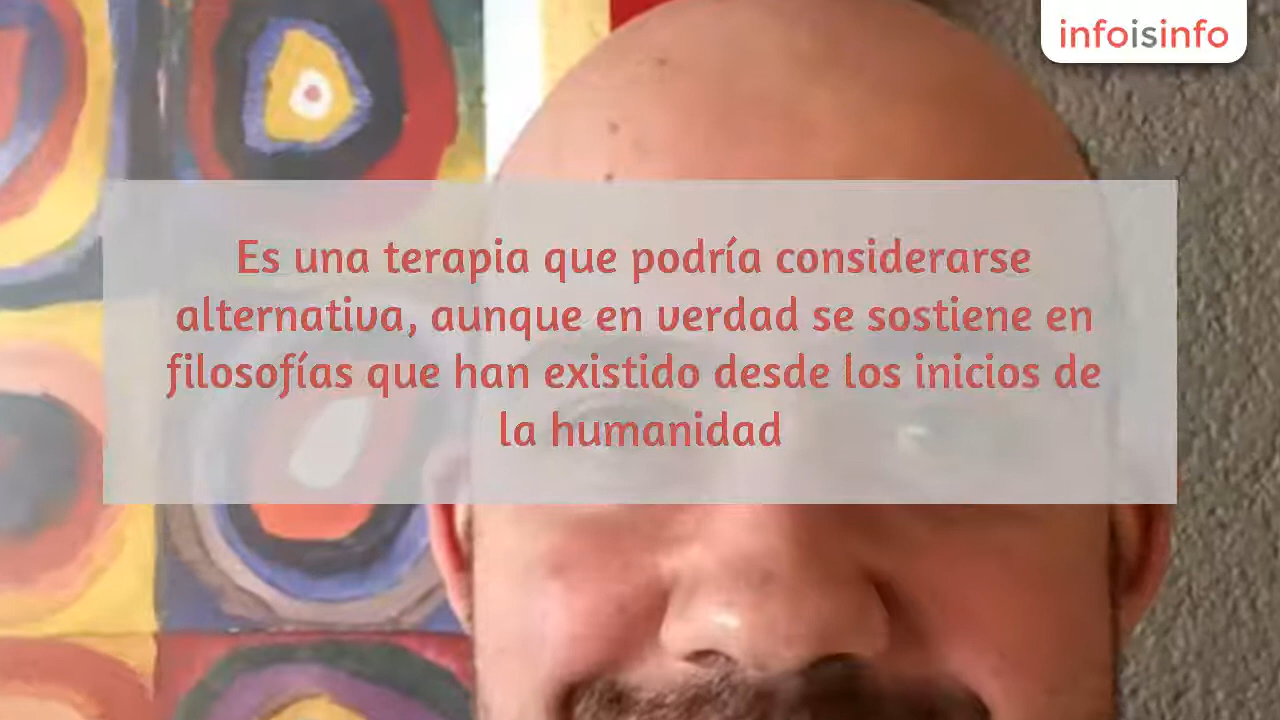 infoisinfo
Es una terapia que podría considerarse
alternativa, aunque en verdad se sostiene en
filosofías que han existido desde los inicios de
la humanidad